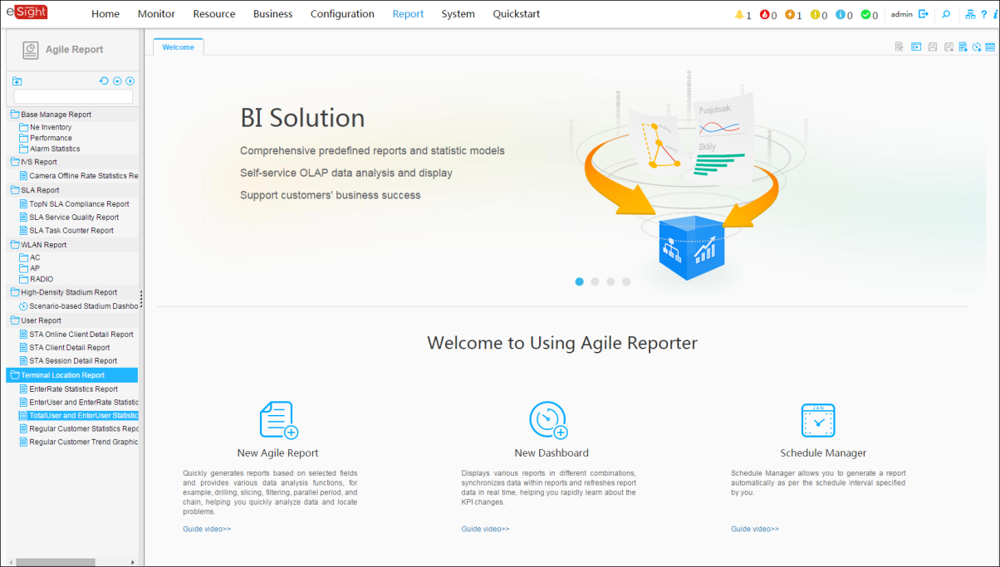 eSight
Home Monitor Resource Business Configuration Report System Quickstart
1 0 1 0 0 0 admin
Agile Report
Welcome
Base Manage Report
Ne Inventory
Performance
Alarm Statistics
IVS Report
Camera Offline Rate Statistics Re
SLA Report
TopN SLA Compliance Report
SLA Service Quality Report
SLA Task Counter Report
WLAN Report
AC
AP
RADIO
High-Density Stadium Report
Scenario-based Stadium Dashbo
User Report
STA Online Client Detail Report
STA Client Detail Report
STA Session Detail Report
Terminal Location Report
EnterRate Statistics Report
EnterUser and EnterRate Statistic
TotalUser and EnterUser Statistic
Regular Customer Statistics Repo
Regular Customer Trend Graphic
BI Solution
Comprehensive predefined reports and statistic models
Self-service OLAP data analysis and display
Support customers' business success
Fusjdsak
Sktily
Welcome to Using Agile Reporter
New Agile Report
Quickly generates reports based on selected fields
and provides various data analysis functions, for
example, drilling, slicing, filtering, parallel period, and
chain, helping you quickly analyze data and locate
problems.
Guide video>>
New Dashboard
Displays various reports in different combinations,
synchronizes data within reports and refreshes report
data in real time, helping you rapidly learn about the
KPI changes.
Guide video>>
JAN
Schedule Manager
Schedule Manager allows you to generate a report
automatically as per the schedule interval specified
by you.
Guide video>>